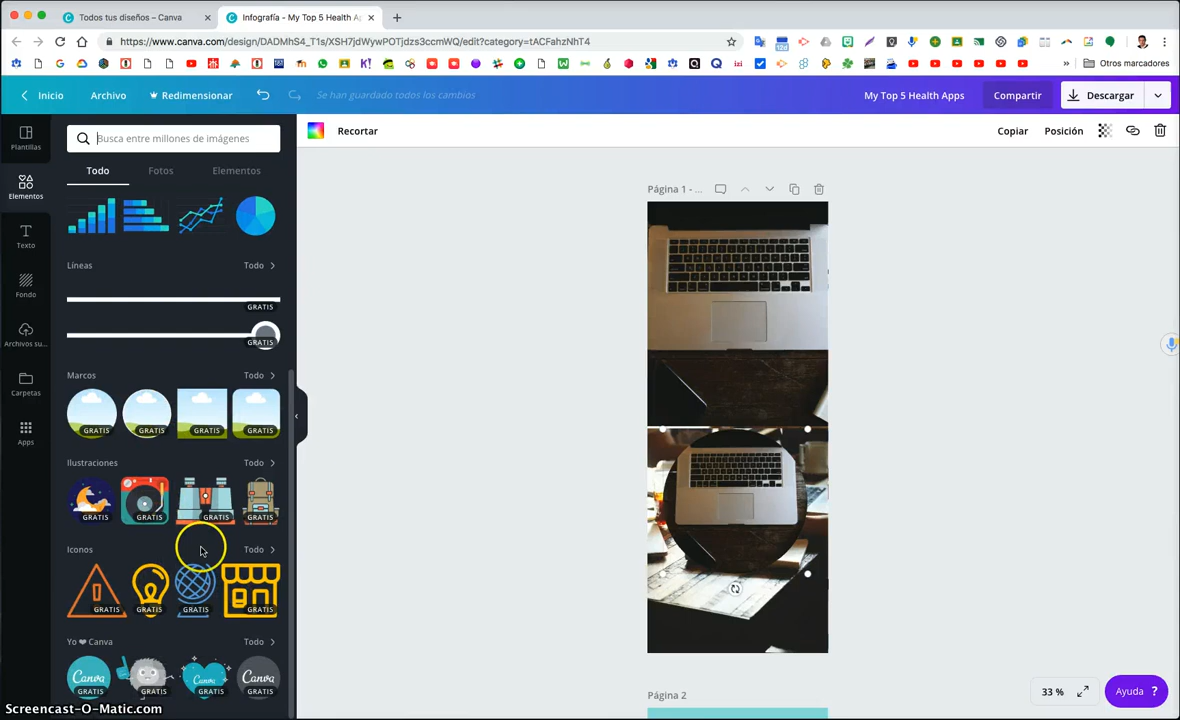 Todos tus diseños – Canva
Infografía - My Top 5 Health Ap
https://www.canva.com/design/DADMhS4_T1s/XSH7jdWywPOTjdzs3ccmWQ/edit?category=tACFahzNhT4
Otros marcadores
Inicio
Archivo
Redimensionar
Se han guardado todos los cambios
My Top 5 Health Apps
Compartir
Descargar
Plantillas
Elementos
Texto
Fondo
Archivos su...
Carpetas
Apps
Busca entre millones de imágenes
Todo
Fotos
Elementos
Recortar
Copiar
Posición
Página 1 - ...
Líneas
Todo
GRATIS
GRATIS
Marcos
Todo
GRATIS
GRATIS
GRATIS
GRATIS
Ilustraciones
Todo
GRATIS
GRATIS
GRATIS
GRATIS
Iconos
Todo
GRATIS
GRATIS
GRATIS
GRATIS
Yo ❤ Canva
Todo
Canva
GRATIS
GRATIS
Canva
GRATIS
Canva
GRATIS
Página 2
33 %
Ayuda ?
Screencast-O-Matic.com